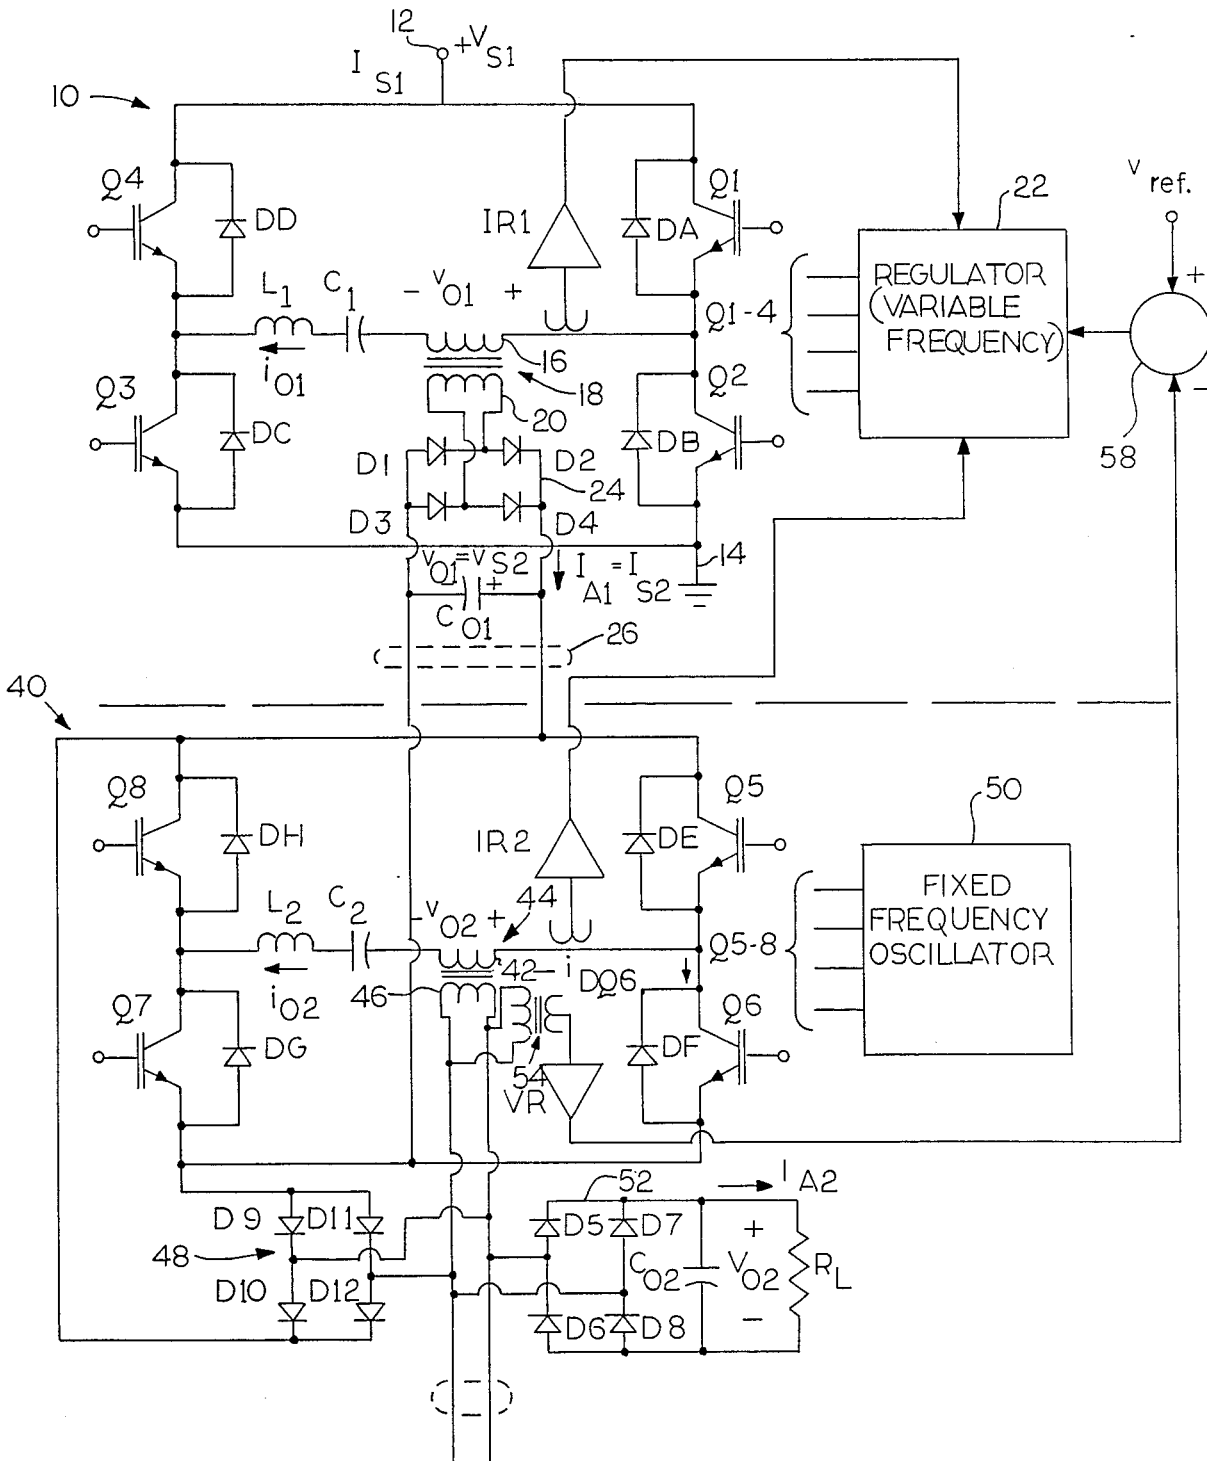 12
+V S1
I S1
10
Q4
DD
IR1
DA
Q1
22
V ref.
L1
C1
- v O1 +
Q1-4
REGULATOR
(VARIABLE
FREQUENCY)
+
-
58
i O1
16
18
20
Q2
Q3
DC
DB
D1
D2
24
D3
D4
v O1 = v S2
- +
I A1 = I S2
14
C O1
26
40
Q8
DH
IR2
DE
Q5
50
FIXED
FREQUENCY
OSCILLATOR
L2
C2
- v O2 +
44
Q5-8
i O2
46
42
i DQ6
Q7
DG
54
VR
DF
Q6
52
I A2
D9
D11
D5
D7
48
C O2
+
V O2
-
RL
D10
D12
D6
D8